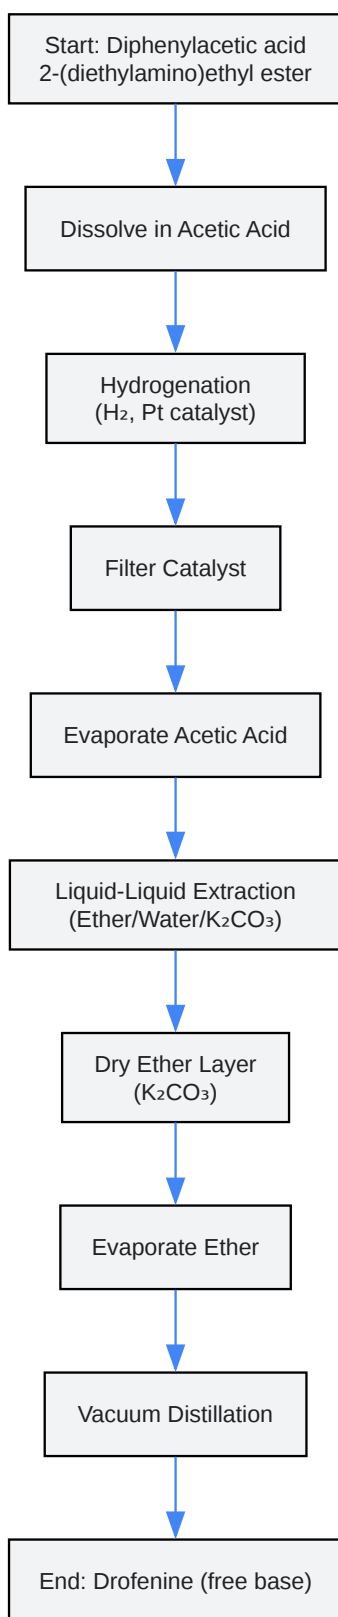 Start: Diphenylacetic acid
2-(diethylamino)ethyl ester
Dissolve in Acetic Acid
Hydrogenation
(H₂, Pt catalyst)
Filter Catalyst
Evaporate Acetic Acid
Liquid-Liquid Extraction
(Ether/Water/K₂CO₃)
Dry Ether Layer
(K₂CO₃)
Evaporate Ether
Vacuum Distillation
End: Drofenine (free base)